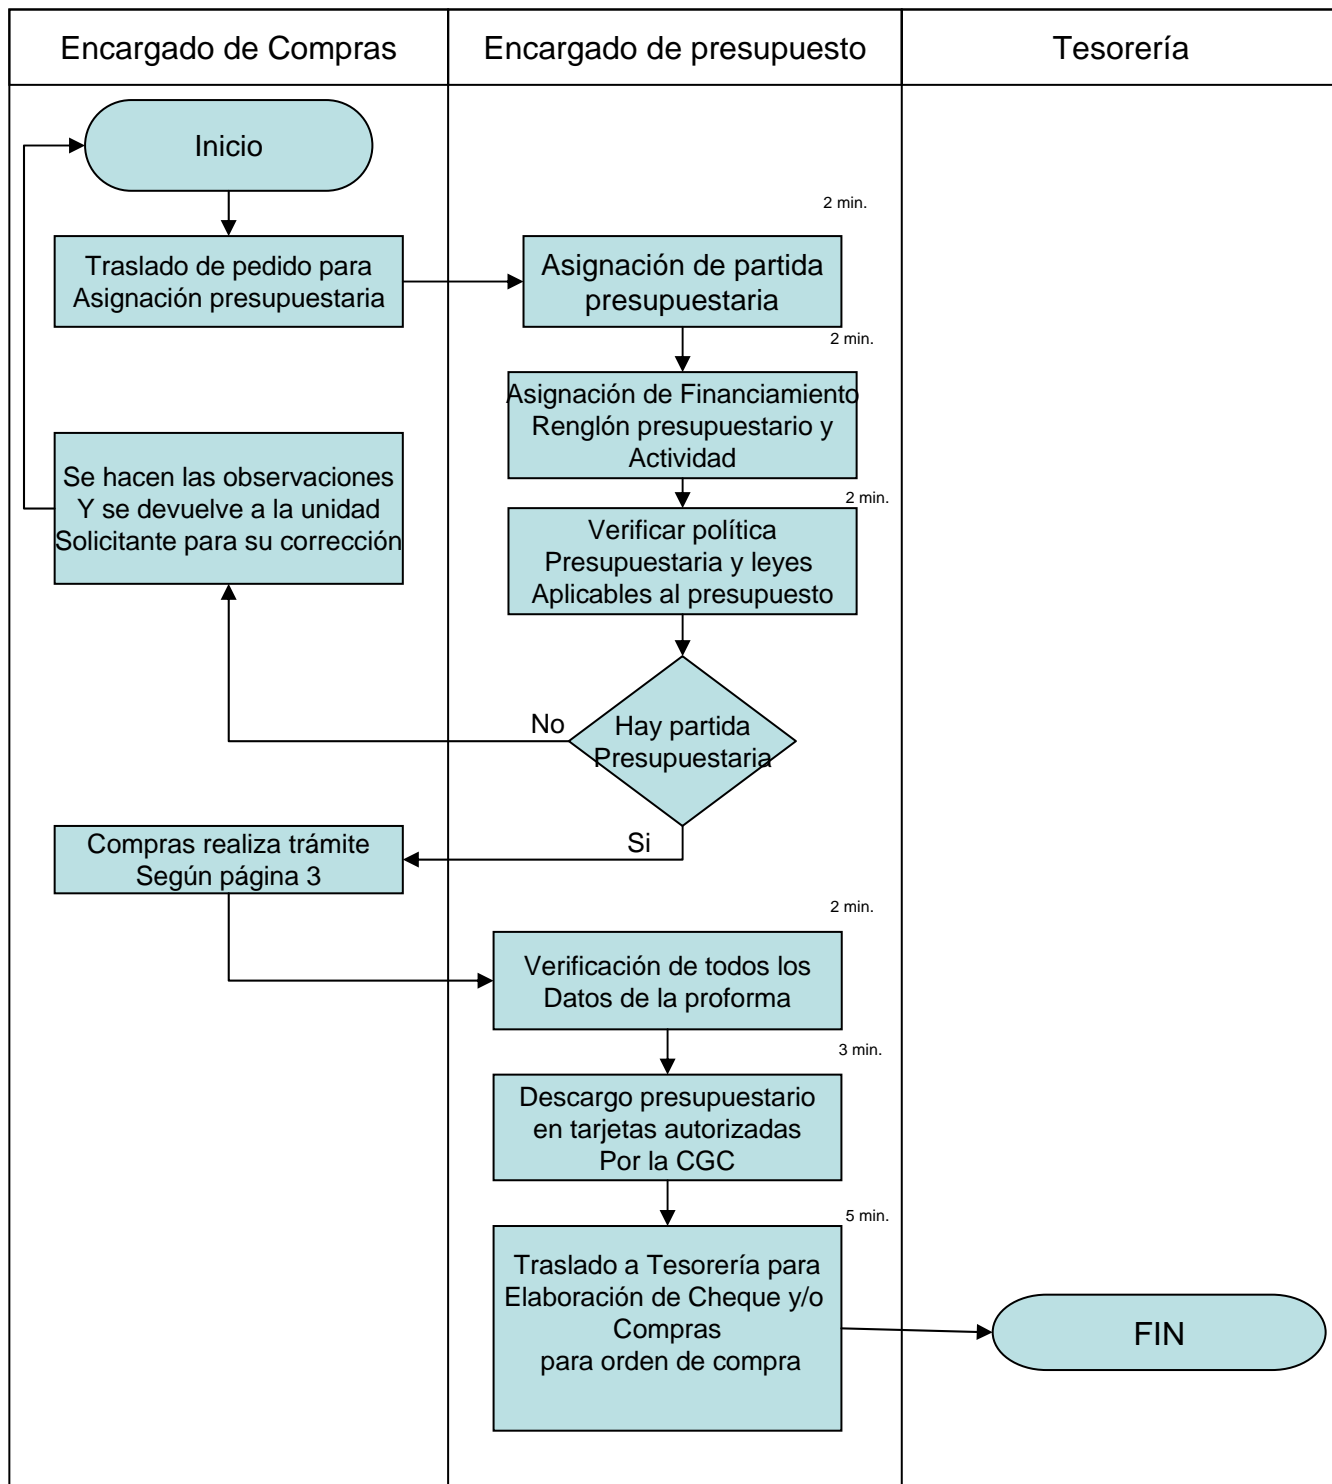 Encargado de Compras
Encargado de presupuesto
Tesorería
Inicio
2 min.
Traslado de pedido para
Asignación presupuestaria
Asignación de partida
presupuestaria
2 min.
Asignación de Financiamiento
Renglón presupuestario y
Actividad
Se hacen las observaciones
Y se devuelve a la unidad
Solicitante para su corrección
2 min.
Verificar política
Presupuestaria y leyes
Aplicables al presupuesto
No
Hay partida
Presupuestaria
Si
Compras realiza trámite
Según página 3
2 min.
Verificación de todos los
Datos de la proforma
3 min.
Descargo presupuestario
en tarjetas autorizadas
Por la CGC
5 min.
Traslado a Tesorería para
Elaboración de Cheque y/o
Compras
para orden de compra
FIN